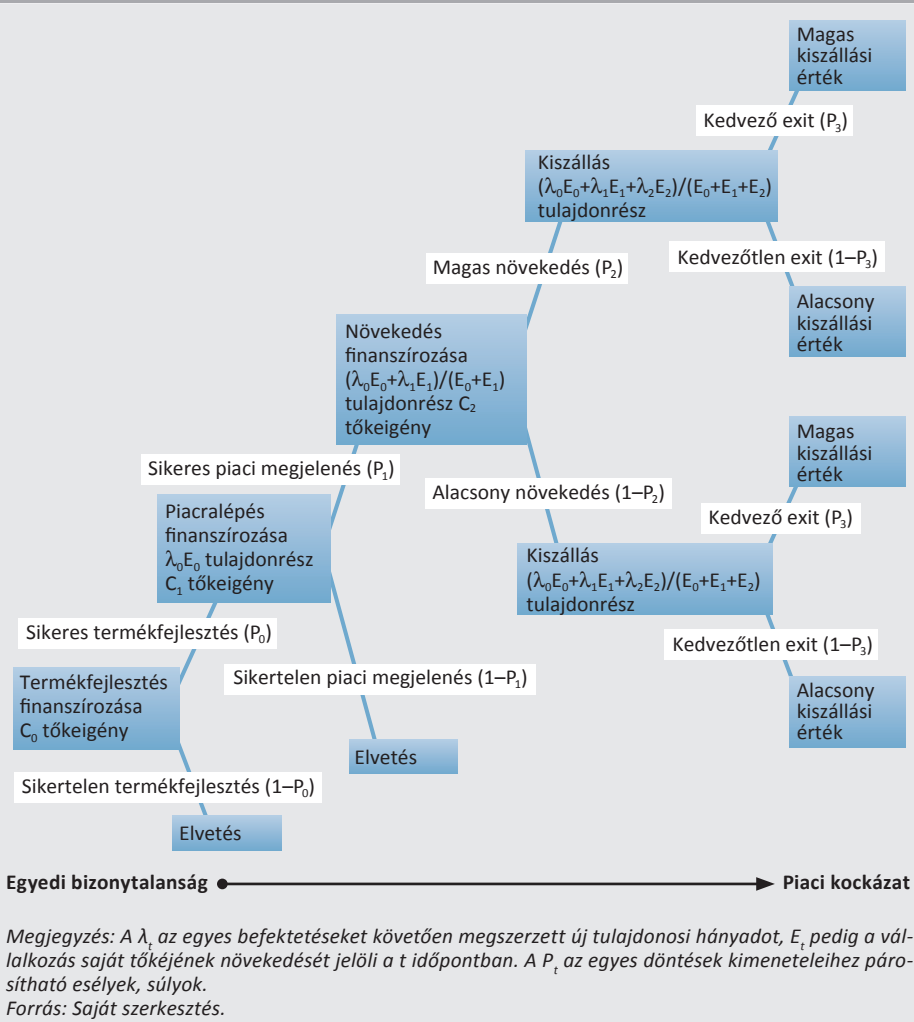 Magas
kiszállási
érték
Kedvező exit (P₃)
Kiszállás
(λ₀E₀+λ₁E₁+λ₂E₂)/(E₀+E₁+E₂)
tulajdonrész
Magas növekedés (P₂)
Kedvezőtlen exit (1–P₃)
Alacsony
kiszállási
érték
Növekedés
finanszírozása
(λ₀E₀+λ₁E₁)/(E₀+E₁)
tulajdonrész C₂
tőkeigény
Magas
kiszállási
érték
Sikeres piaci megjelenés (P₁)
Alacsony növekedés (1–P₂)
Kedvező exit (P₃)
Piacralépés
finanszírozása
λ₀E₀ tulajdonrész
C₁ tőkeigény
Kiszállás
(λ₀E₀+λ₁E₁+λ₂E₂)/(E₀+E₁+E₂)
tulajdonrész
Sikeres termékfejlesztés (P₀)
Kedvezőtlen exit (1–P₃)
Sikertelen piaci megjelenés (1–P₁)
Termékfejlesztés
finanszírozása
C₀ tőkeigény
Alacsony
kiszállási
érték
Elvetés
Sikertelen termékfejlesztés (1–P₀)
Elvetés
Egyedi bizonytalanság
Piaci kockázat
Megjegyzés: A λₜ az egyes befektetéseket követően megszerzett új tulajdonosi hányadot, Eₜ pedig a vál-
lalkozás saját tőkéjének növekedését jelöli a t időpontban. A Pₜ az egyes döntések kimeneteleihez páro-
sítható esélyek, súlyok.
Forrás: Saját szerkesztés.